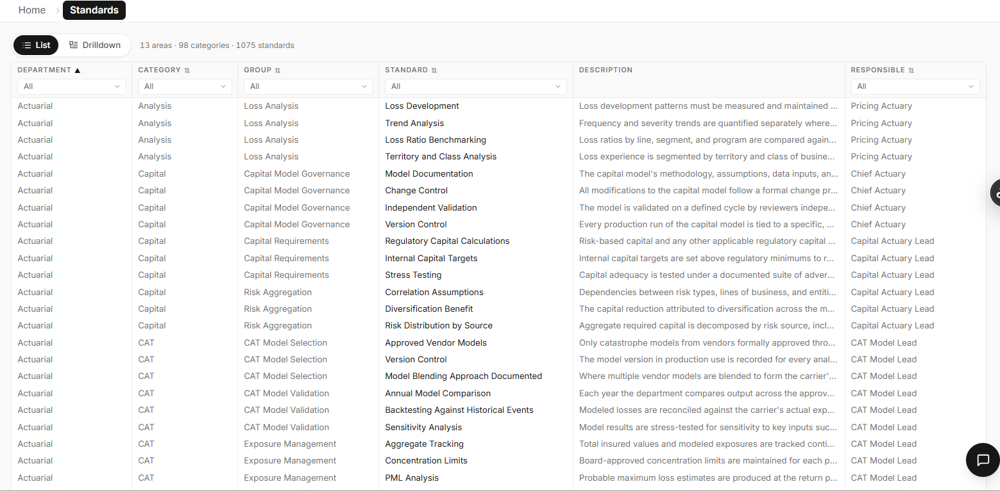 Home > Standards
List Drilldown 13 areas · 98 categories · 1075 standards
DEPARTMENT ▲ CATEGORY ⇅ GROUP ⇅ STANDARD ⇅ DESCRIPTION RESPONSIBLE ⇅
All All All All All
Actuarial Analysis Loss Analysis Loss Development Loss development patterns must be measured and maintained ... Pricing Actuary
Actuarial Analysis Loss Analysis Trend Analysis Frequency and severity trends are quantified separately where... Pricing Actuary
Actuarial Analysis Loss Analysis Loss Ratio Benchmarking Loss ratios by line, segment, and program are compared again... Pricing Actuary
Actuarial Analysis Loss Analysis Territory and Class Analysis Loss experience is segmented by territory and class of busine... Pricing Actuary
Actuarial Capital Capital Model Governance Model Documentation The capital model's methodology, assumptions, data inputs, an... Chief Actuary
Actuarial Capital Capital Model Governance Change Control All modifications to the capital model follow a formal change pr... Chief Actuary
Actuarial Capital Capital Model Governance Independent Validation The model is validated on a defined cycle by reviewers indepe... Chief Actuary
Actuarial Capital Capital Model Governance Version Control Every production run of the capital model is tied to a specific, ... Chief Actuary
Actuarial Capital Capital Requirements Regulatory Capital Calculations Risk-based capital and any other applicable regulatory capital ... Capital Actuary Lead
Actuarial Capital Capital Requirements Internal Capital Targets Internal capital targets are set above regulatory minimums to r... Capital Actuary Lead
Actuarial Capital Capital Requirements Stress Testing Capital adequacy is tested under a documented suite of adver... Capital Actuary Lead
Actuarial Capital Risk Aggregation Correlation Assumptions Dependencies between risk types, lines of business, and entiti... Capital Actuary Lead
Actuarial Capital Risk Aggregation Diversification Benefit The capital reduction attributed to diversification across the m... Capital Actuary Lead
Actuarial Capital Risk Aggregation Risk Distribution by Source Aggregate required capital is decomposed by risk source, incl... Capital Actuary Lead
Actuarial CAT CAT Model Selection Approved Vendor Models Only catastrophe models from vendors formally approved thro... CAT Model Lead
Actuarial CAT CAT Model Selection Version Control The model version in production use is recorded for every anal... CAT Model Lead
Actuarial CAT CAT Model Selection Model Blending Approach Documented Where multiple vendor models are blended to form the carrier'... CAT Model Lead
Actuarial CAT CAT Model Validation Annual Model Comparison Each year the department compares output across the approv... CAT Model Lead
Actuarial CAT CAT Model Validation Backtesting Against Historical Events Modeled losses are reconciled against the carrier's actual exp... CAT Model Lead
Actuarial CAT CAT Model Validation Sensitivity Analysis Model results are stress-tested for sensitivity to key inputs suc... CAT Model Lead
Actuarial CAT Exposure Management Aggregate Tracking Total insured values and modeled exposures are tracked conti... CAT Model Lead
Actuarial CAT Exposure Management Concentration Limits Board-approved concentration limits are maintained for each p... CAT Model Lead
Actuarial CAT Exposure Management PML Analysis Probable maximum loss estimates are produced at the return p... CAT Model Lead